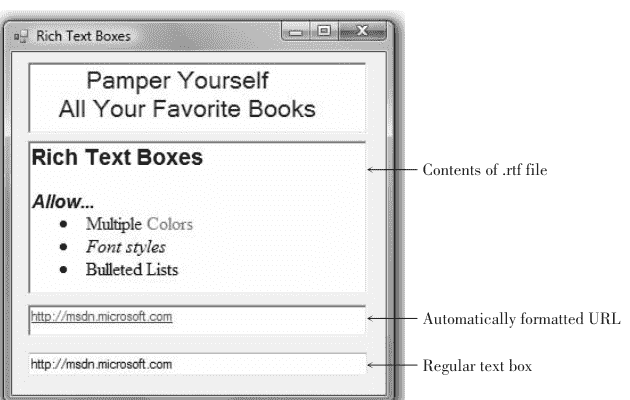 Rich Text Boxes
Pamper Yourself
All Your Favorite Books
Rich Text Boxes
Allow...
• Multiple Colors
• Font styles
• Bulleted Lists
http://msdn.microsoft.com
http://msdn.microsoft.com
Contents of .rtf file
Automatically formatted URL
Regular text box